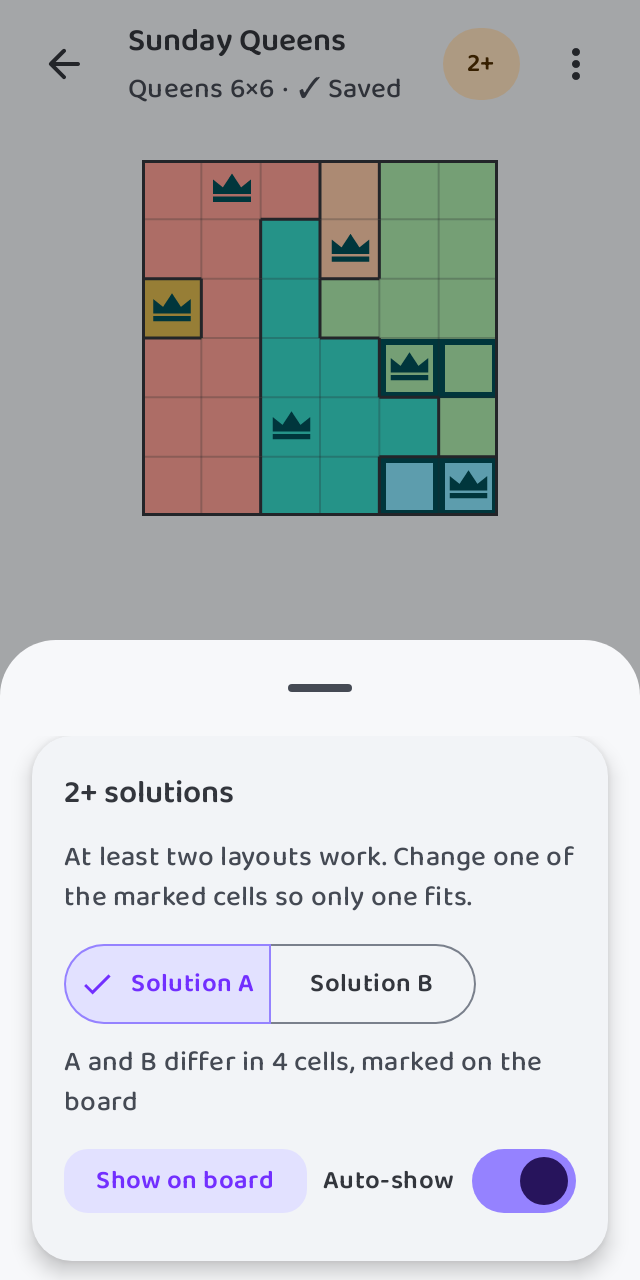 Sunday Queens
Queens 6×6 · ✓ Saved
2+
2+ solutions
At least two layouts work. Change one of
the marked cells so only one fits.
Solution A
Solution B
A and B differ in 4 cells, marked on the
board
Show on board
Auto-show